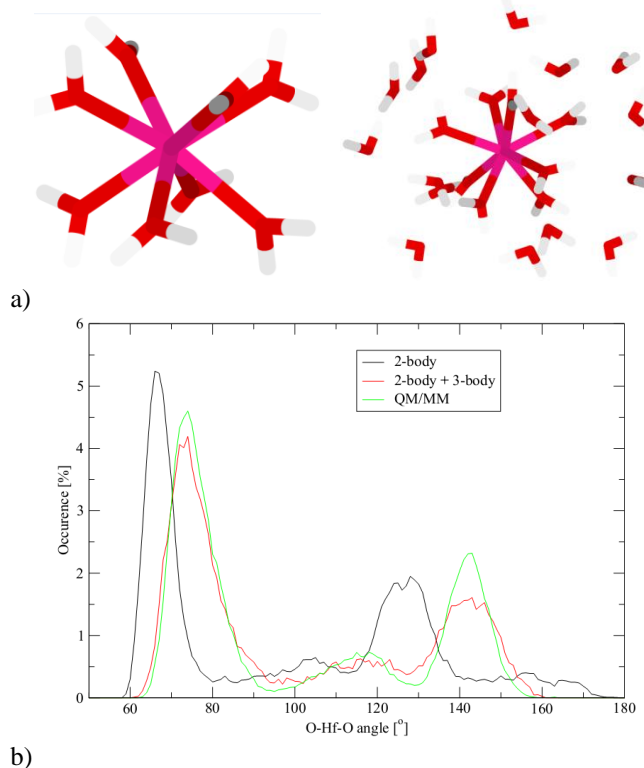 a)
6
5
4
3
2
1
0
Occurence [%]
2-body
2-body + 3-body
QM/MM
60 80 100 120 140 160 180
O-Hf-O angle [°]
b)